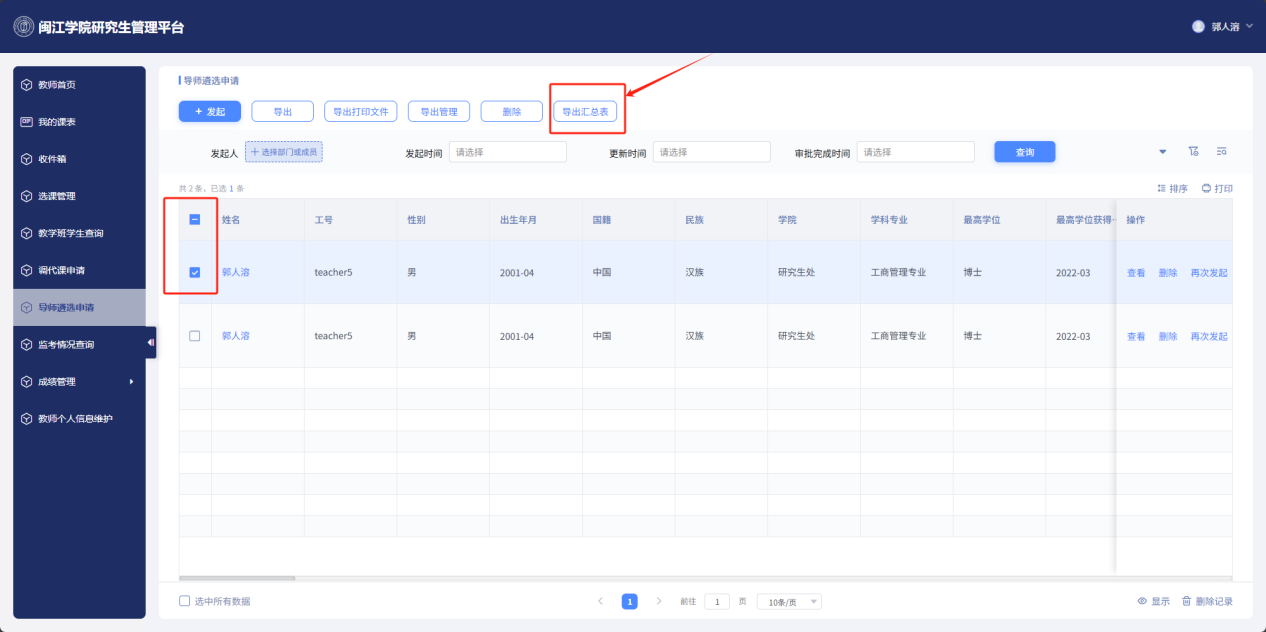 闽江学院研究生管理平台
郭人溶
教师首页
我的课表
收件箱
选课管理
教学班学生查询
调代课申请
导师遴选申请
监考情况查询
成绩管理
教师个人信息维护
导师遴选申请
+ 发起 导出 导出打印文件 导出管理 删除 导出汇总表
发起人 + 选择部门或成员 发起时间 请选择 更新时间 请选择 审批完成时间 请选择 查询
共 2 条、已选 1 条 排序 打印
姓名 工号 性别 出生年月 国籍 民族 学院 学科专业 最高学位 最高学位获得… 操作
郭人溶 teacher5 男 2001-04 中国 汉族 研究生处 工商管理专业 博士 2022-03 查看 删除 再次发起
郭人溶 teacher5 男 2001-04 中国 汉族 研究生处 工商管理专业 博士 2022-03 查看 删除 再次发起
选中所有数据 1 前往 1 页 10条/页 显示 删除记录